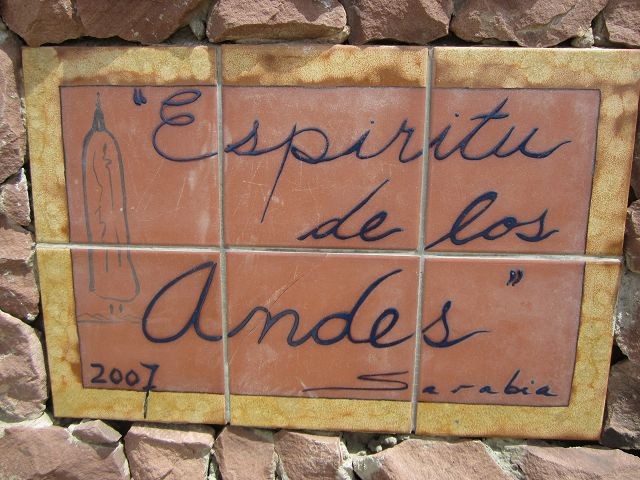 "Espiritu
de los
Andes"
2007
Sarabia